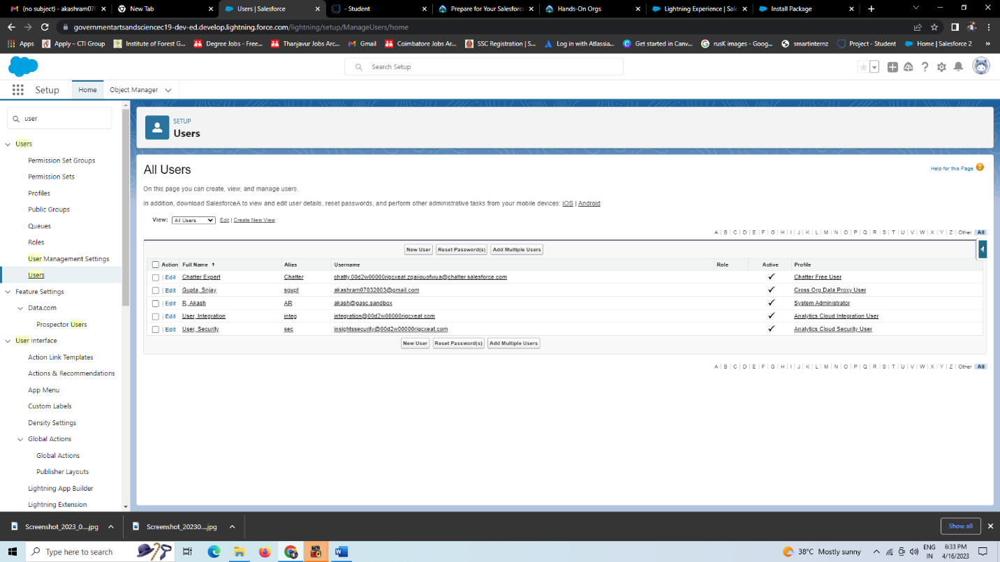 (no subject) - akashram070
New Tab
Users | Salesforce
- Student
Prepare for Your Salesforce
Hands-On Orgs
Lightning Experience | Sale
Install Package
governmentartsandsciencec19-dev-ed.develop.lightning.force.com/lightning/setup/ManageUsers/home
Apps
Apply – CTI Group
Institute of Forest G...
Degree Jobs - Free...
Thanjavur Jobs Arc...
Gmail
Coimbatore Jobs Ar...
SSC Registration | S...
Log in with Atlassia...
Get started in Canv...
rusK images - Goog...
smartinternz
Project - Student
Home | Salesforce 2
»
Search Setup
Setup
Home
Object Manager
user
Users
Permission Set Groups
Permission Sets
Profiles
Public Groups
Queues
Roles
User Management Settings
Users
Feature Settings
Data.com
Prospector Users
User Interface
Action Link Templates
Actions & Recommendations
App Menu
Custom Labels
Density Settings
Global Actions
Global Actions
Publisher Layouts
Lightning App Builder
Lightning Extension
SETUP
Users
All Users
Help for this Page
On this page you can create, view, and manage users.
In addition, download SalesforceA to view and edit user details, reset passwords, and perform other administrative tasks from your mobile devices: iOS | Android
View: All Users Edit | Create New View
A | B | C | D | E | F | G | H | I | J | K | L | M | N | O | P | Q | R | S | T | U | V | W | X | Y | Z | Other All
New User Reset Password(s) Add Multiple Users
Action Full Name ↑ Alias Username Role Active Profile
| Edit Chatter Expert Chatter chatty.00d2w00000rigcxeat.zqaiiouofwua@chatter.salesforce.com ✓ Chatter Free User
| Edit Gupta, Snjay sgupt akashram07032003@gmail.com ✓ Cross Org Data Proxy User
| Edit R, Akash AR akash@gasc.sandbox ✓ System Administrator
| Edit User, Integration integ integration@00d2w00000rigcxeat.com ✓ Analytics Cloud Integration User
| Edit User, Security sec insightssecurity@00d2w00000rigcxeat.com ✓ Analytics Cloud Security User
New User Reset Password(s) Add Multiple Users
A | B | C | D | E | F | G | H | I | J | K | L | M | N | O | P | Q | R | S | T | U | V | W | X | Y | Z | Other All
Screenshot_2023_0....jpg
Screenshot_20230....jpg
Show all
Type here to search
38°C Mostly sunny
ENG
IN
6:33 PM
4/16/2023